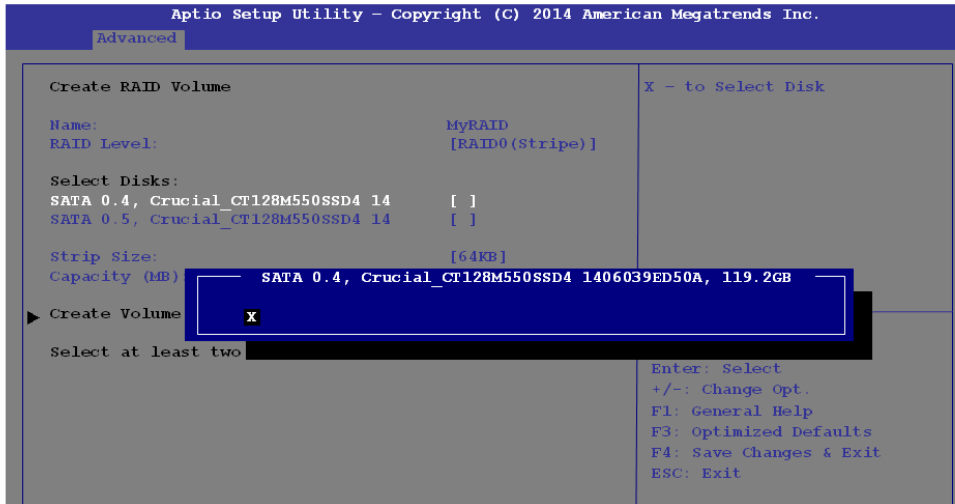 Aptio Setup Utility – Copyright (C) 2014 American Megatrends Inc.
Advanced
Create RAID Volume
X - to Select Disk
Name: MyRAID
RAID Level: [RAID0(Stripe)]
Select Disks:
SATA 0.4, Crucial_CT128M550SSD4 14 [ ]
SATA 0.5, Crucial_CT128M550SSD4 14 [ ]
Strip Size: [64KB]
Capacity (MB)
SATA 0.4, Crucial_CT128M550SSD4 1406039ED50A, 119.2GB
X
Create Volume
Select at least two
Enter: Select
+/-: Change Opt.
F1: General Help
F3: Optimized Defaults
F4: Save Changes & Exit
ESC: Exit